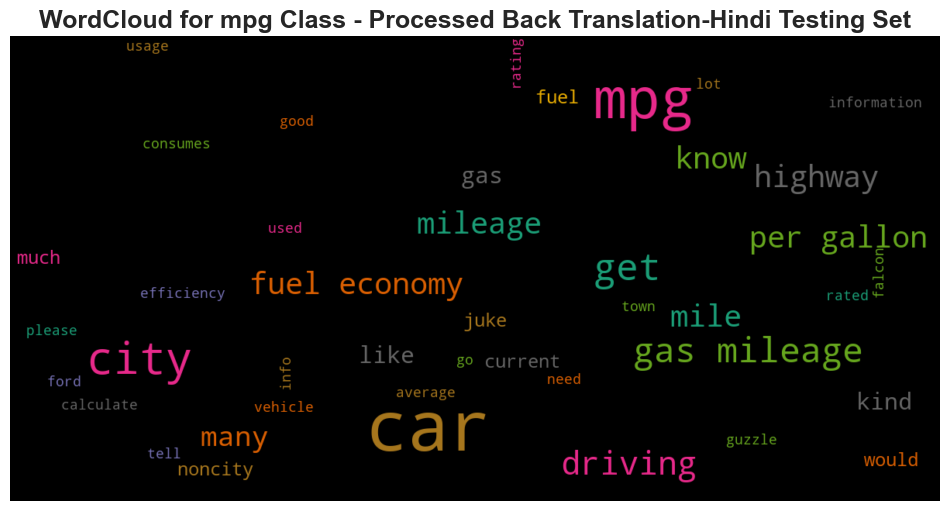 WordCloud for mpg Class - Processed Back Translation-Hindi Testing Set
usage
rating
lot
fuel
mpg
information
good
consumes
know
gas
highway
used
mileage
per gallon
much
falcon
get
fuel economy
efficiency
rated
town
juke
mile
please
gas mileage
city
like
go
current
info
need
ford
average
calculate
vehicle
kind
car
many
guzzle
tell
noncity
driving
would